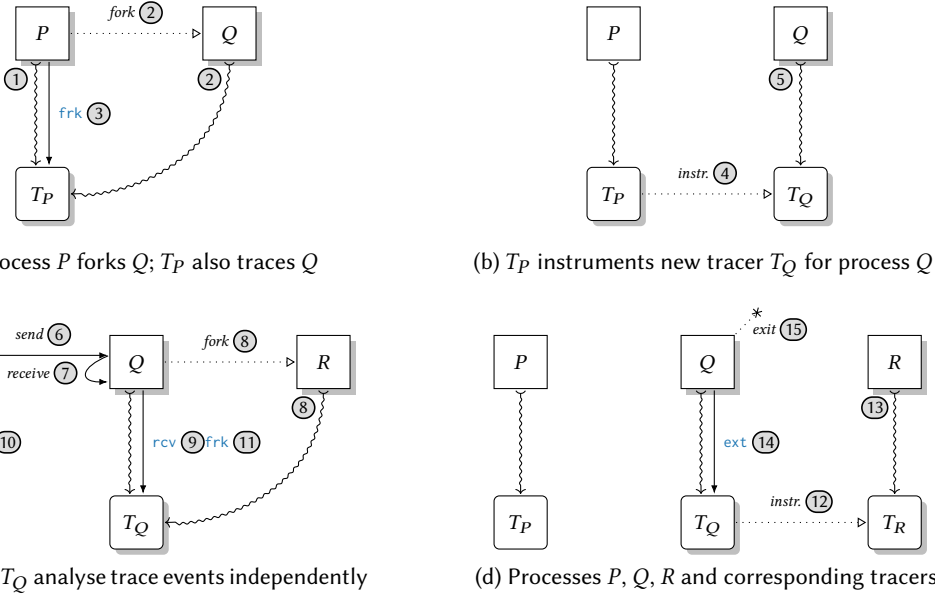 P
fork 2
Q
1
2
frk 3
T_P
ocess P forks Q; T_P also traces Q
P
Q
5
instr. 4
T_P
T_Q
(b) T_P instruments new tracer T_Q for process Q
send 6
receive 7
Q
fork 8
R
8
10
rcv 9 frk 11
T_Q
T_Q analyse trace events independently
P
Q
* exit 15
R
13
ext 14
instr. 12
T_P
T_Q
T_R
(d) Processes P, Q, R and corresponding tracers